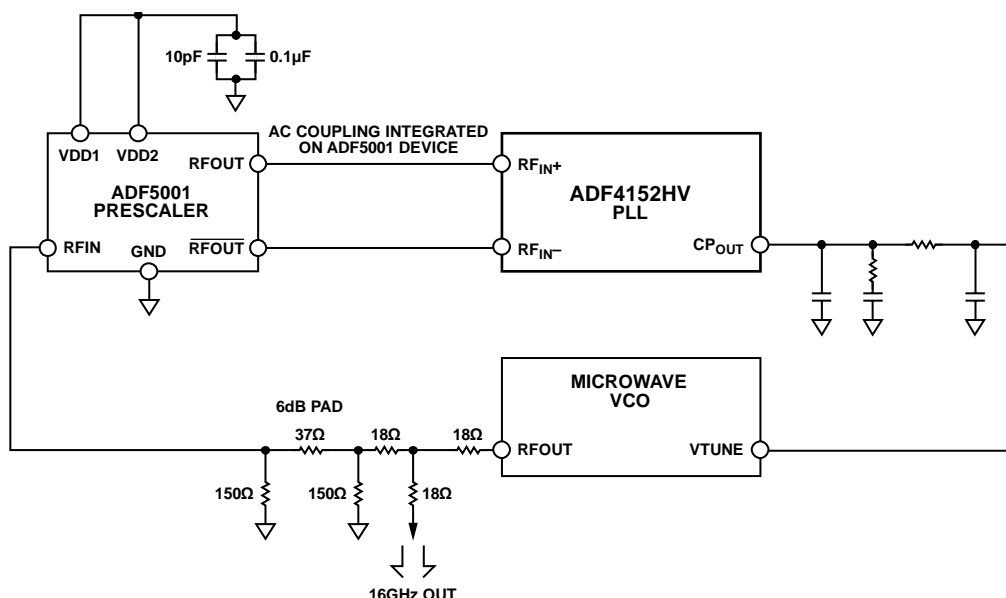 10pF
0.1µF
VDD1
VDD2
RFOUT
AC COUPLING INTEGRATED
ON ADF5001 DEVICE
RFIN+
ADF5001
PRESCALER
ADF4152HV
PLL
RFIN
GND
RFOUT
RFIN–
CPOUT
MICROWAVE
VCO
6dB PAD
37Ω
18Ω
18Ω
RFOUT
VTUNE
150Ω
150Ω
18Ω
16GHz OUT